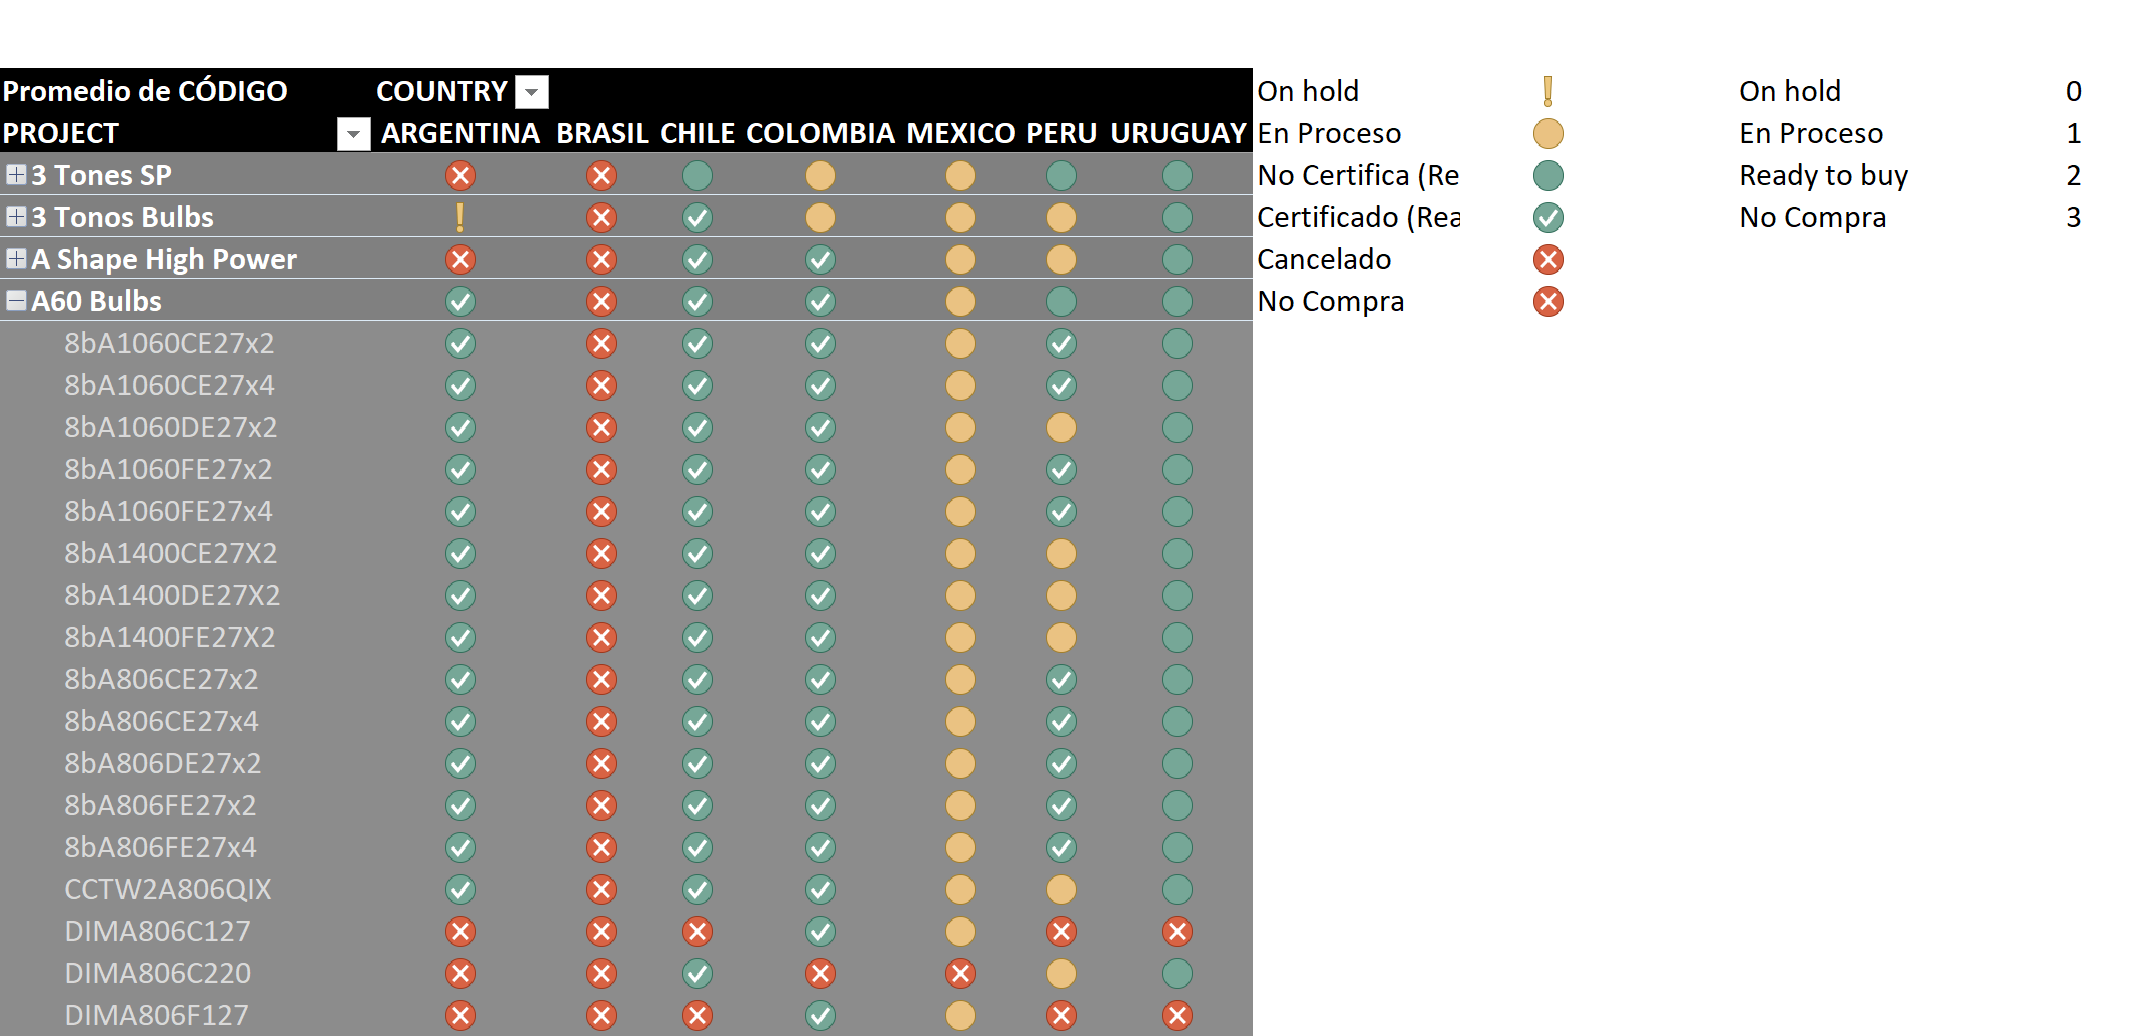 Promedio de CÓDIGO COUNTRY
PROJECT ARGENTINA BRASIL CHILE COLOMBIA MEXICO PERU URUGUAY
3 Tones SP
3 Tonos Bulbs
A Shape High Power
A60 Bulbs
8bA1060CE27x2
8bA1060CE27x4
8bA1060DE27x2
8bA1060FE27x2
8bA1060FE27x4
8bA1400CE27X2
8bA1400DE27X2
8bA1400FE27X2
8bA806CE27x2
8bA806CE27x4
8bA806DE27x2
8bA806FE27x2
8bA806FE27x4
CCTW2A806QIX
DIMA806C127
DIMA806C220
DIMA806F127
On hold
En Proceso
No Certifica (Re
Certificado (Rea
Cancelado
No Compra
On hold 0
En Proceso 1
Ready to buy 2
No Compra 3